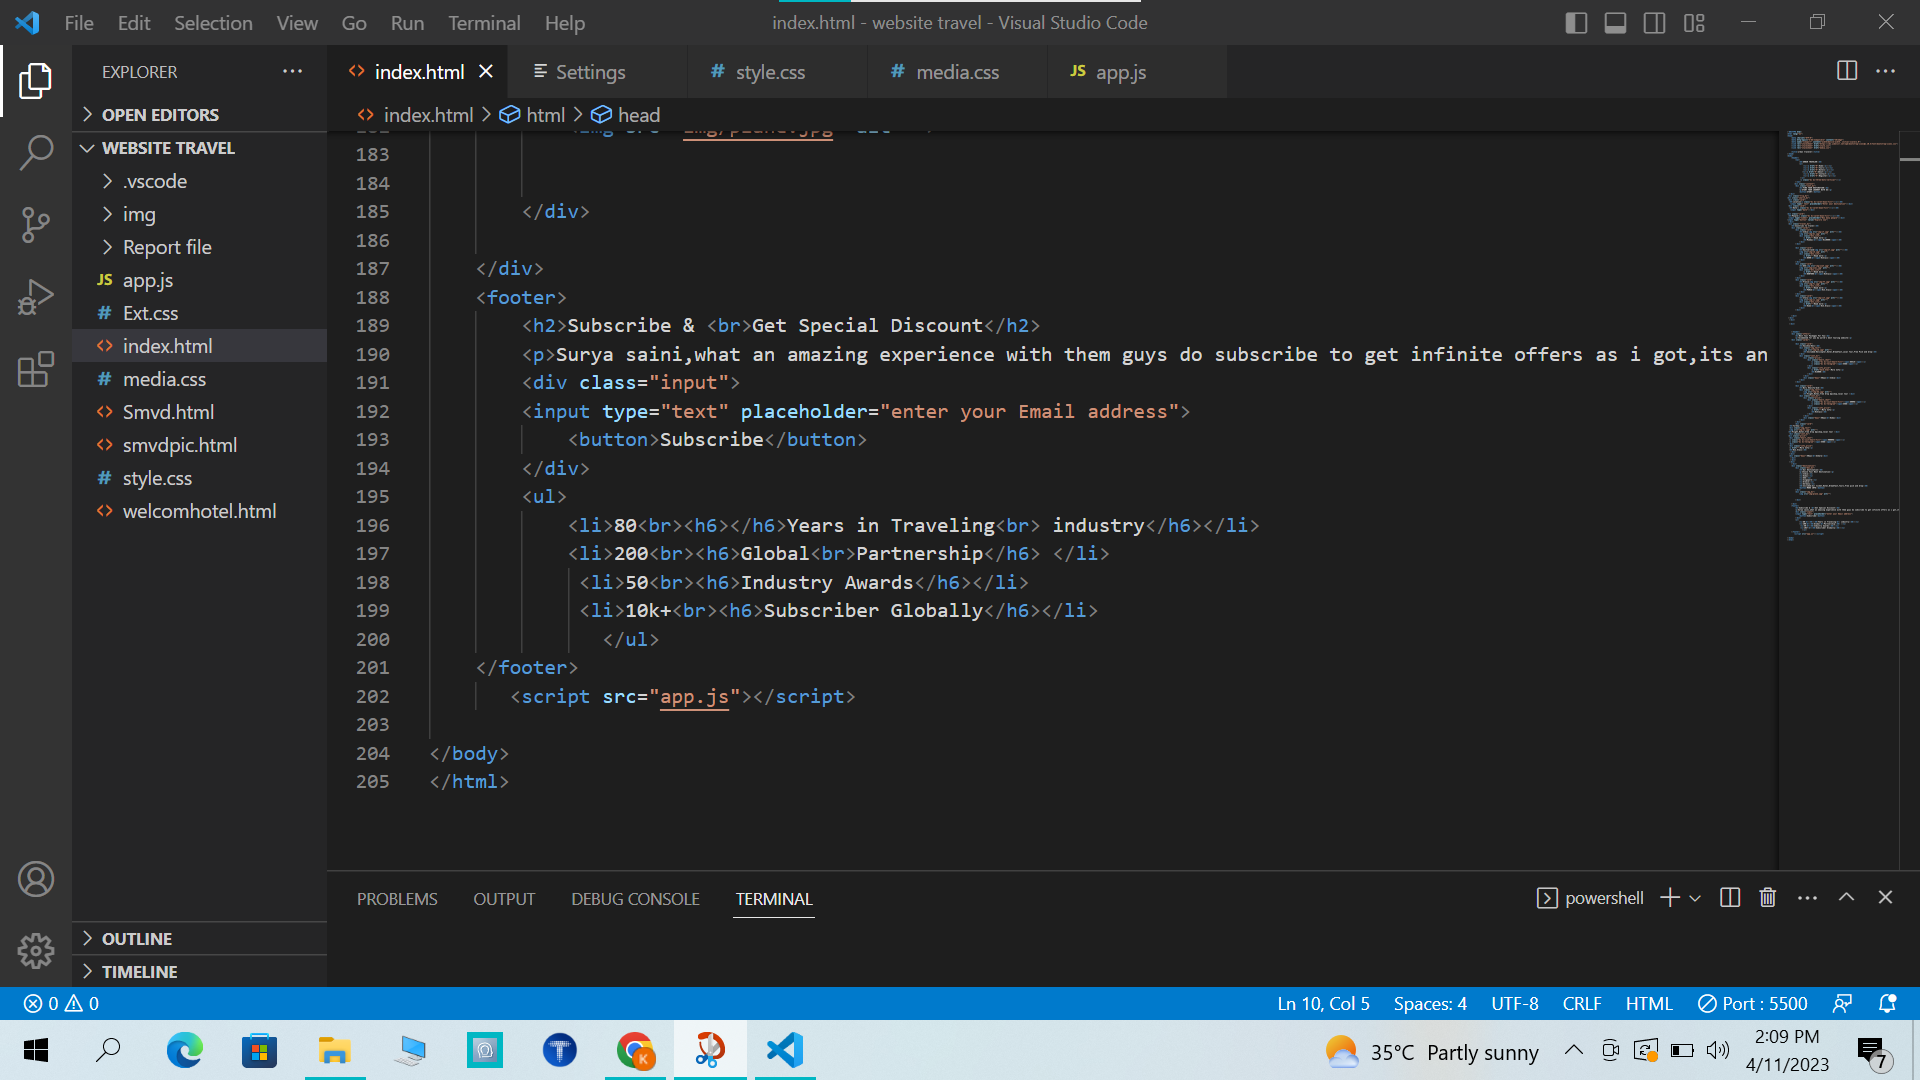 File Edit Selection View Go Run Terminal Help index.html - website travel - Visual Studio Code
EXPLORER
OPEN EDITORS
WEBSITE TRAVEL
.vscode
img
Report file
JS app.js
# Ext.css
<> index.html
# media.css
<> Smvd.html
<> smvdpic.html
# style.css
<> welcomhotel.html
OUTLINE
TIMELINE
<> index.html Settings # style.css # media.css JS app.js
<> index.html > html > head
183
184
185 </div>
186
187 </div>
188 <footer>
189 <h2>Subscribe & <br>Get Special Discount</h2>
190 <p>Surya saini,what an amazing experience with them guys do subscribe to get infinite offers as i got,its an
191 <div class="input">
192 <input type="text" placeholder="enter your Email address">
193 <button>Subscribe</button>
194 </div>
195 <ul>
196 <li>80<br><h6></h6>Years in Traveling<br> industry</h6></li>
197 <li>200<br><h6>Global<br>Partnership</h6> </li>
198 <li>50<br><h6>Industry Awards</h6></li>
199 <li>10k+<br><h6>Subscriber Globally</h6></li>
200 </ul>
201 </footer>
202 <script src="app.js"></script>
203
204 </body>
205 </html>
PROBLEMS OUTPUT DEBUG CONSOLE TERMINAL powershell
0 0 Ln 10, Col 5 Spaces: 4 UTF-8 CRLF HTML Port : 5500
T K 35°C Partly sunny 2:09 PM
4/11/2023 7